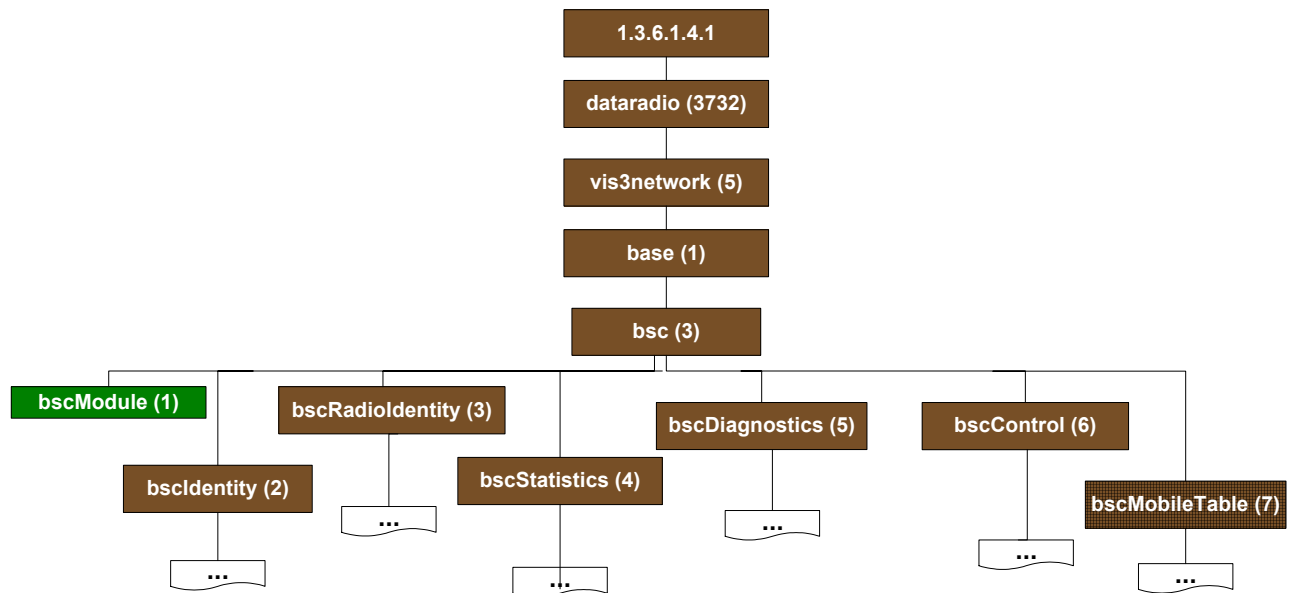 1.3.6.1.4.1
dataradio (3732)
vis3network (5)
base (1)
bsc (3)
bscModule (1)
bscIdentity (2)
bscRadioIdentity (3)
bscStatistics (4)
bscDiagnostics (5)
bscControl (6)
bscMobileTable (7)
...
...
...
...
...
...